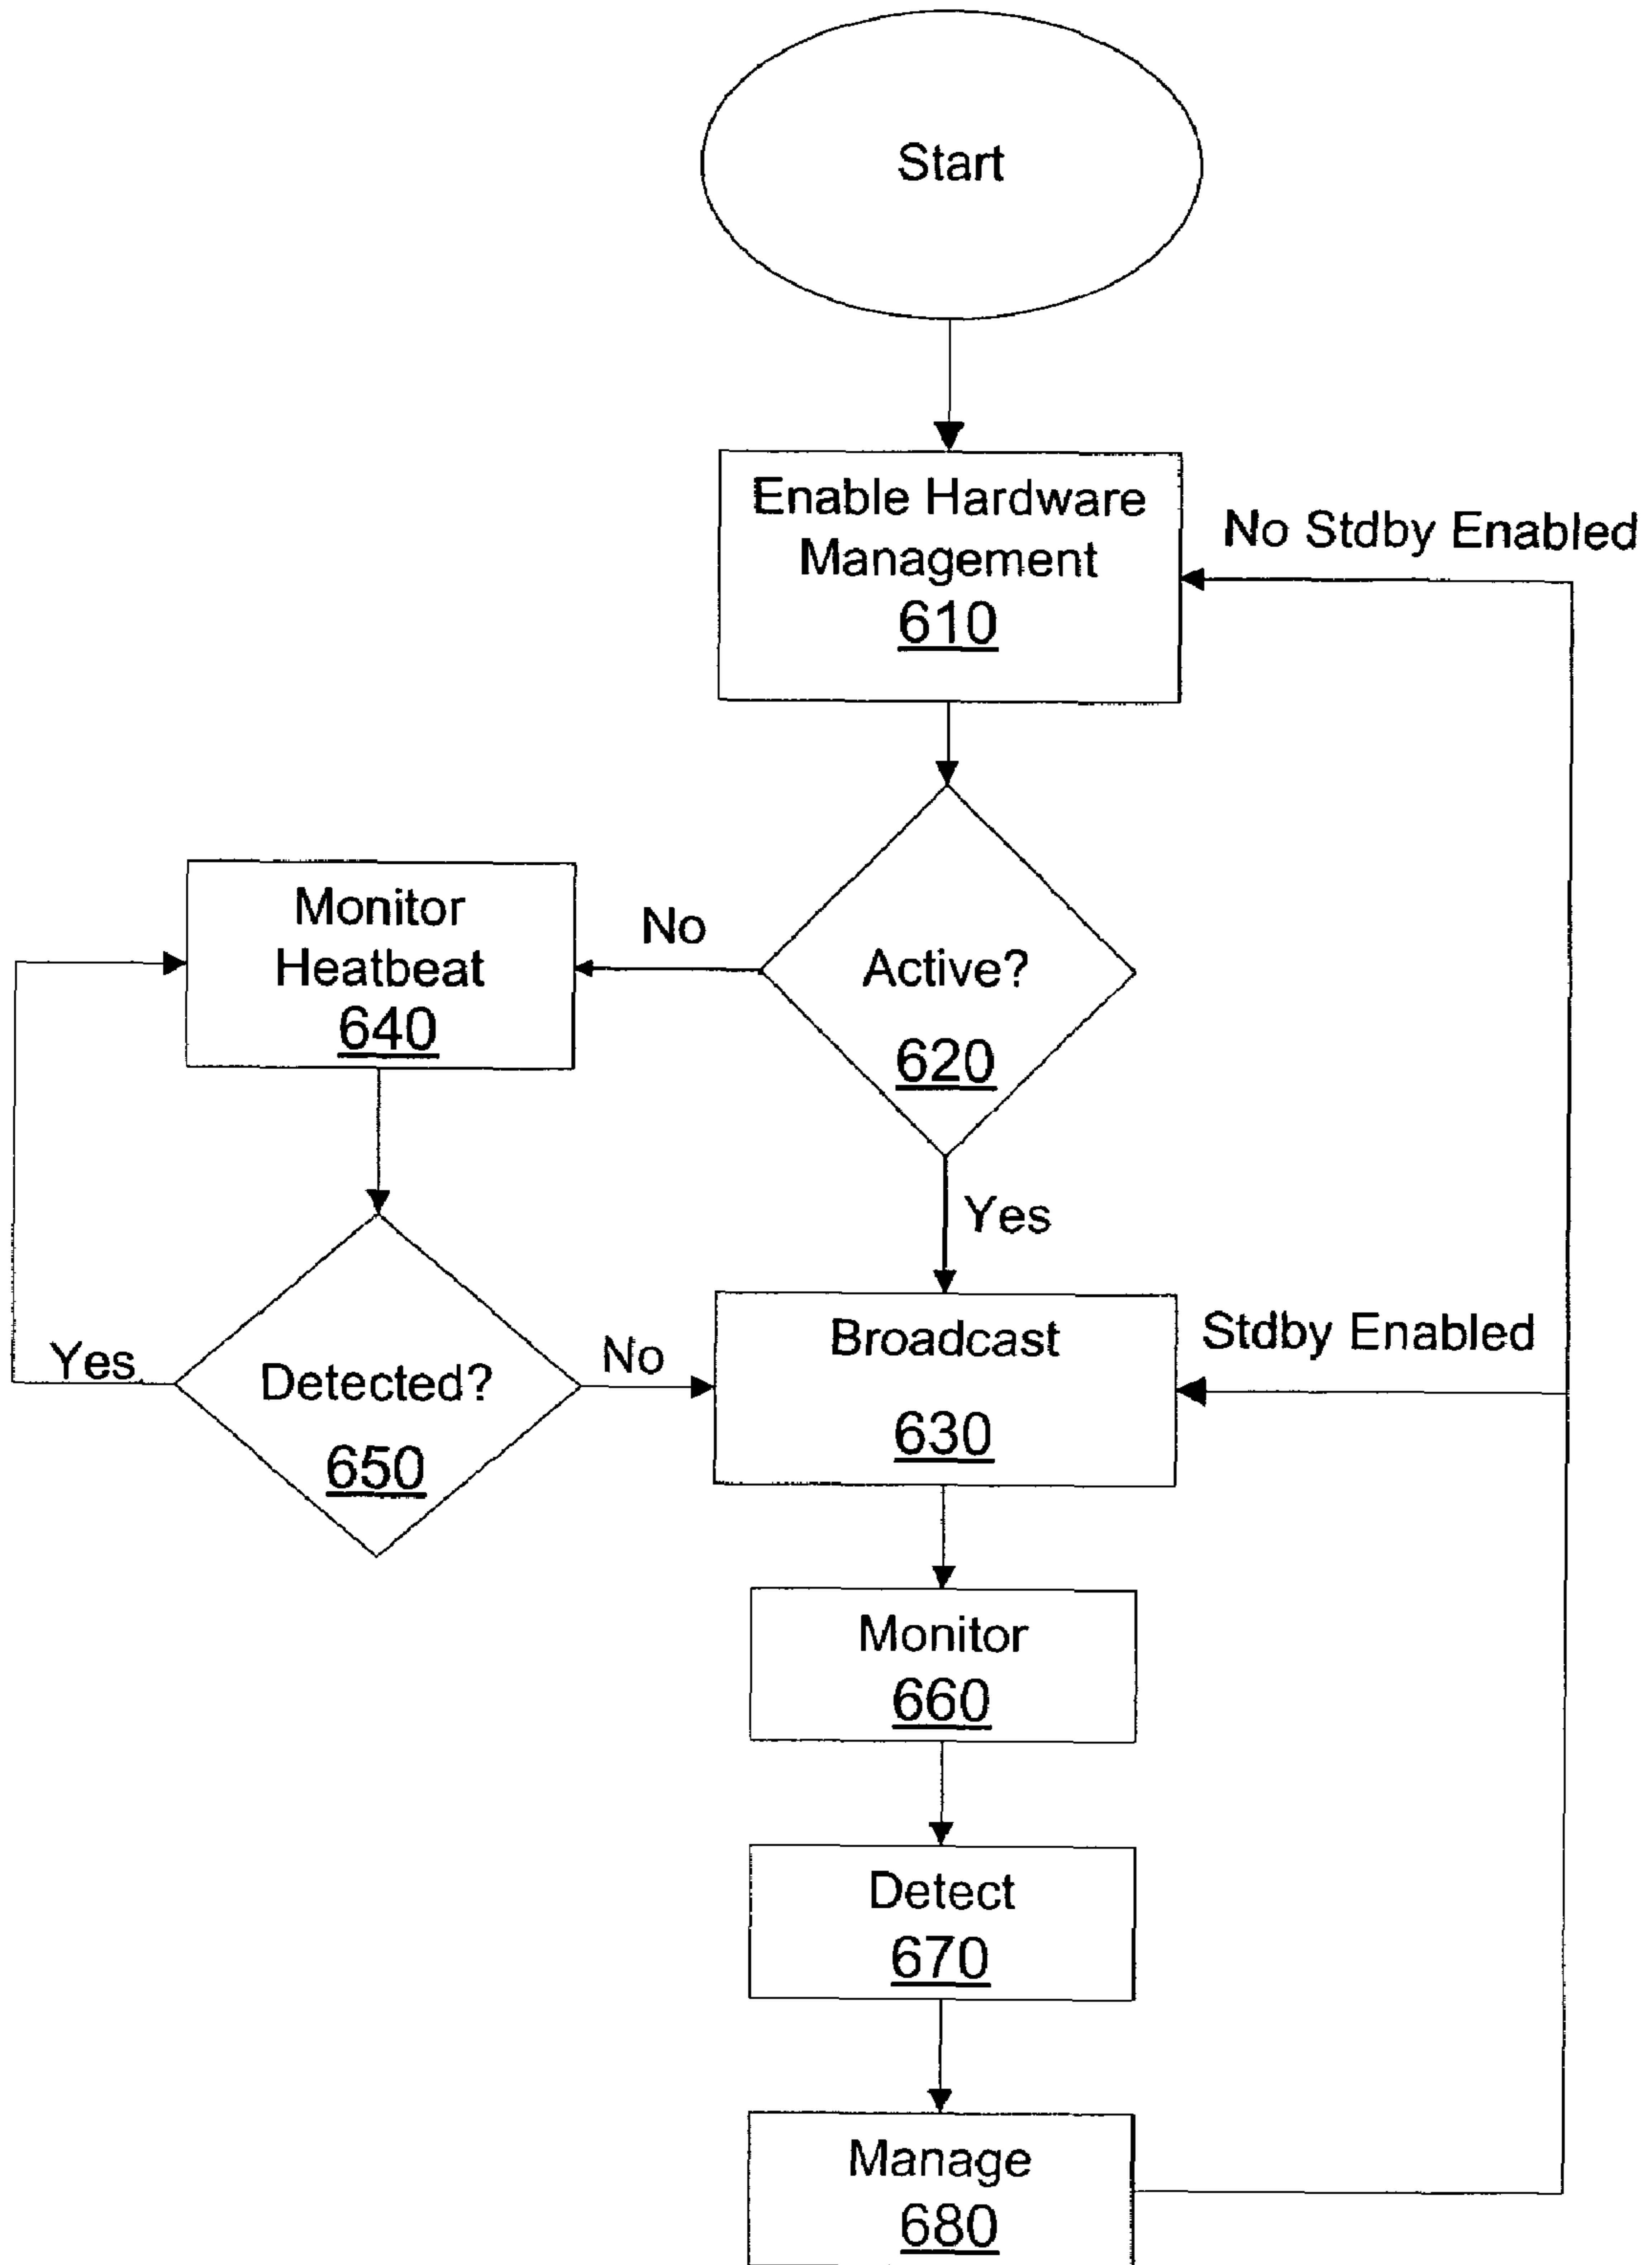 Start
Enable Hardware
Management
610
No Stdby Enabled
Monitor
Heatbeat
640
No
Active?
620
Yes
Broadcast
630
Stdby Enabled
Yes
Detected?
650
No
Monitor
660
Detect
670
Manage
680